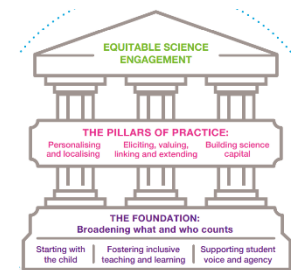 EQUITABLE SCIENCE
ENGAGEMENT
THE PILLARS OF PRACTICE:
Personalising
and localising
Eliciting, valuing,
linking and extending
Building science
capital
THE FOUNDATION:
Broadening what and who counts
Starting with
the child
Fostering inclusive
teaching and learning
Supporting student
voice and agency